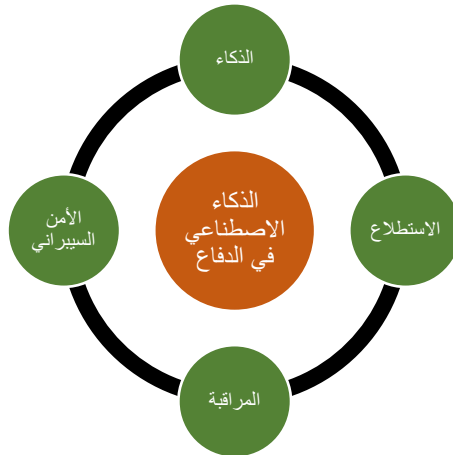 الذكاء
الذكاء
الاصطناعي
في الدفاع
الاستطلاع
المراقبة
الأمن
السيبراني